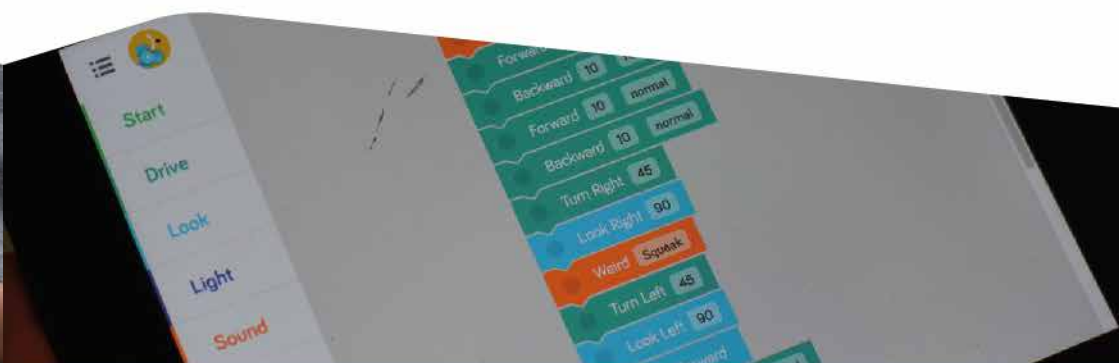 Start
Drive
Look
Light
Sound
Forward
Backward 10
Forward 10 normal
Backward 10 normal
Turn Right 45
Look Right 90
Weird Squeak
Turn Left 45
Look Left 90